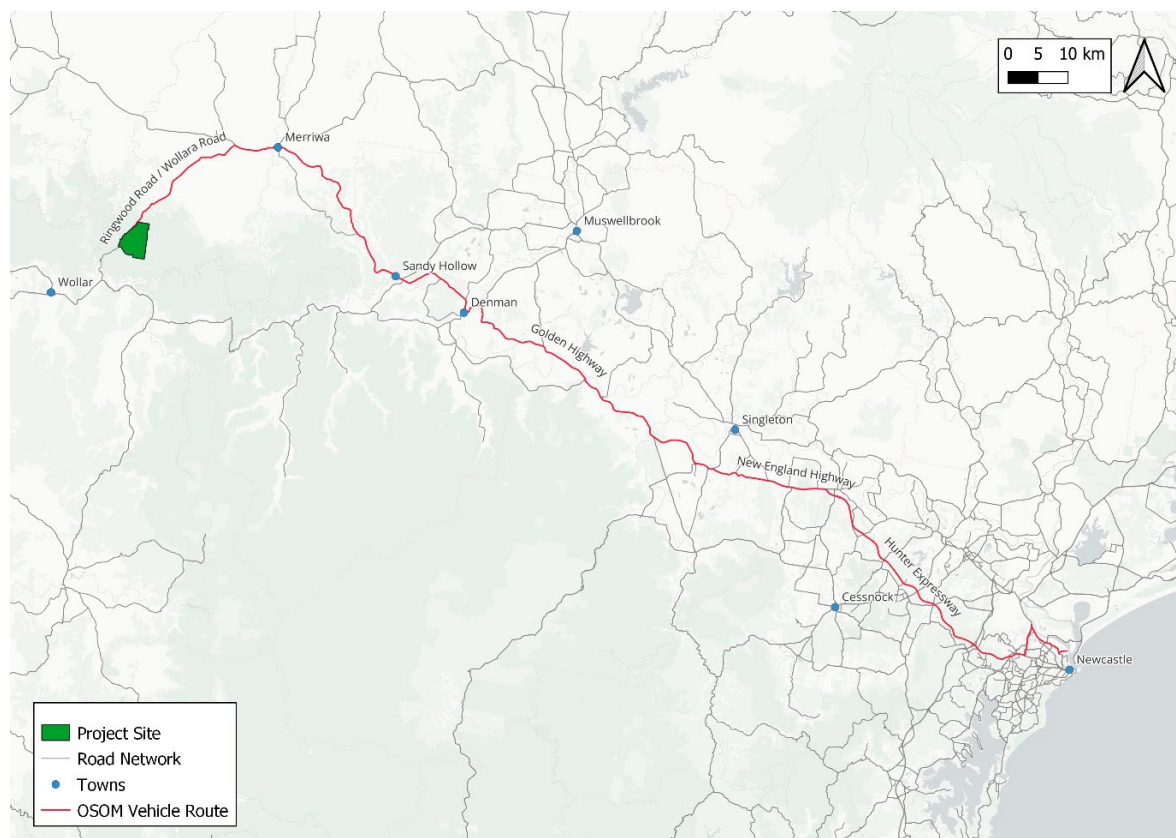 0 5 10 km
Ringwood Road / Wollara Road
Merriwa
Muswellbrook
Sandy Hollow
Wollar
Denman
Golden Highway
Singleton
New England Highway
Hunter Expressway
Cessnock
Newcastle
Project Site
Road Network
Towns
OSOM Vehicle Route